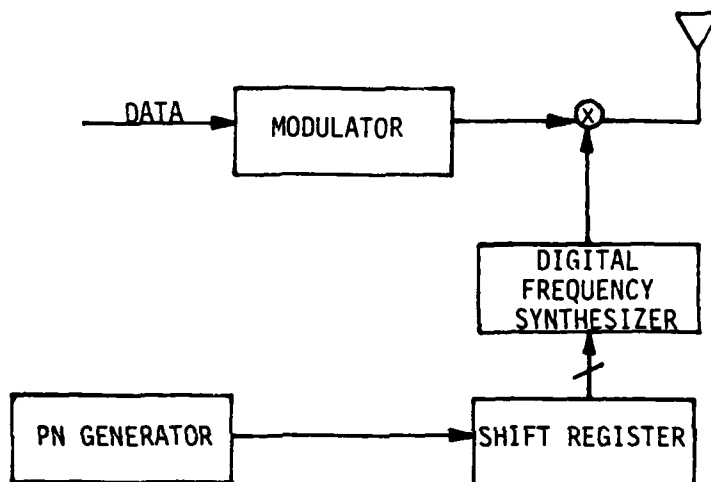 DATA
MODULATOR
X
DIGITAL
FREQUENCY
SYNTHESIZER
PN GENERATOR
SHIFT REGISTER